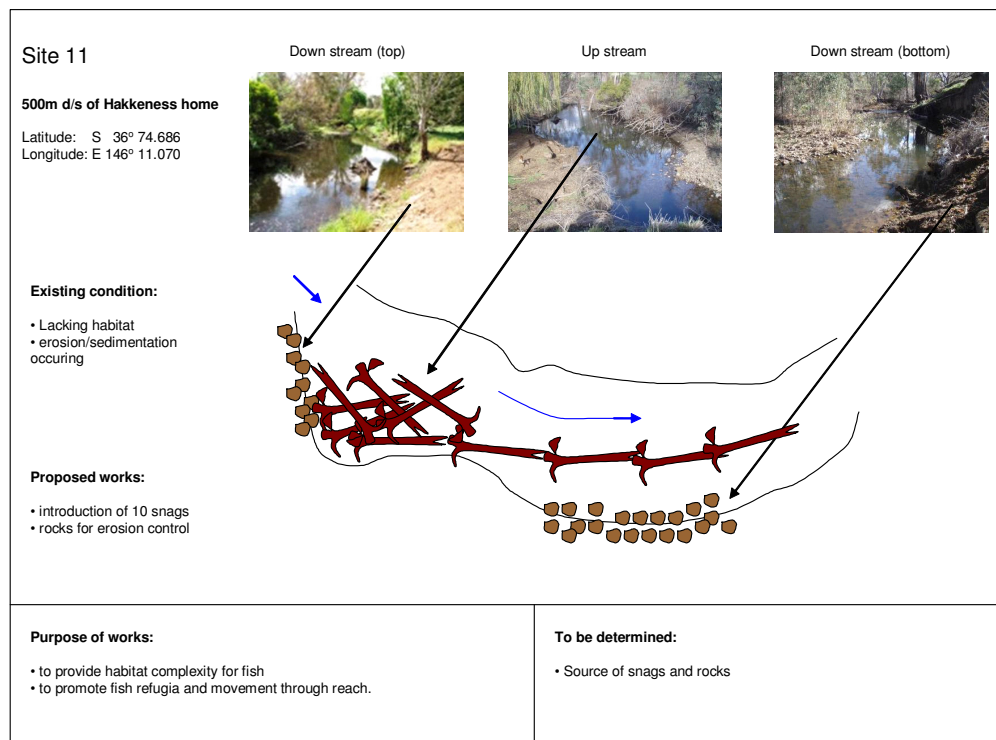 Site 11
Down stream (top)
Up stream
Down stream (bottom)
500m d/s of Hakkeness home
Latitude: S 36º 74.686
Longitude: E 146º 11.070
Existing condition:
• Lacking habitat
• erosion/sedimentation
occuring
Proposed works:
• introduction of 10 snags
• rocks for erosion control
Purpose of works:
• to provide habitat complexity for fish
• to promote fish refugia and movement through reach.
To be determined:
• Source of snags and rocks